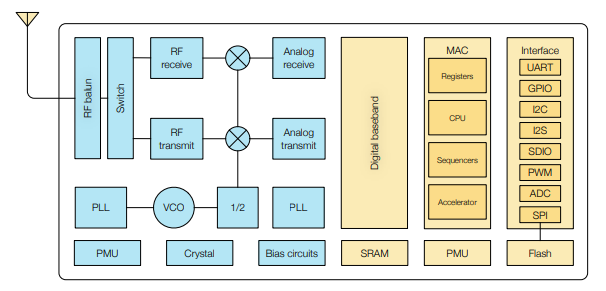 RF balun
Switch
RF
receive
Analog
receive
RF
transmit
Analog
transmit
PLL
VCO
1/2
PLL
PMU
Crystal
Bias circuits
Digital baseband
SRAM
MAC
Registers
CPU
Sequencers
Accelerator
PMU
Interface
UART
GPIO
I2C
I2S
SDIO
PWM
ADC
SPI
Flash